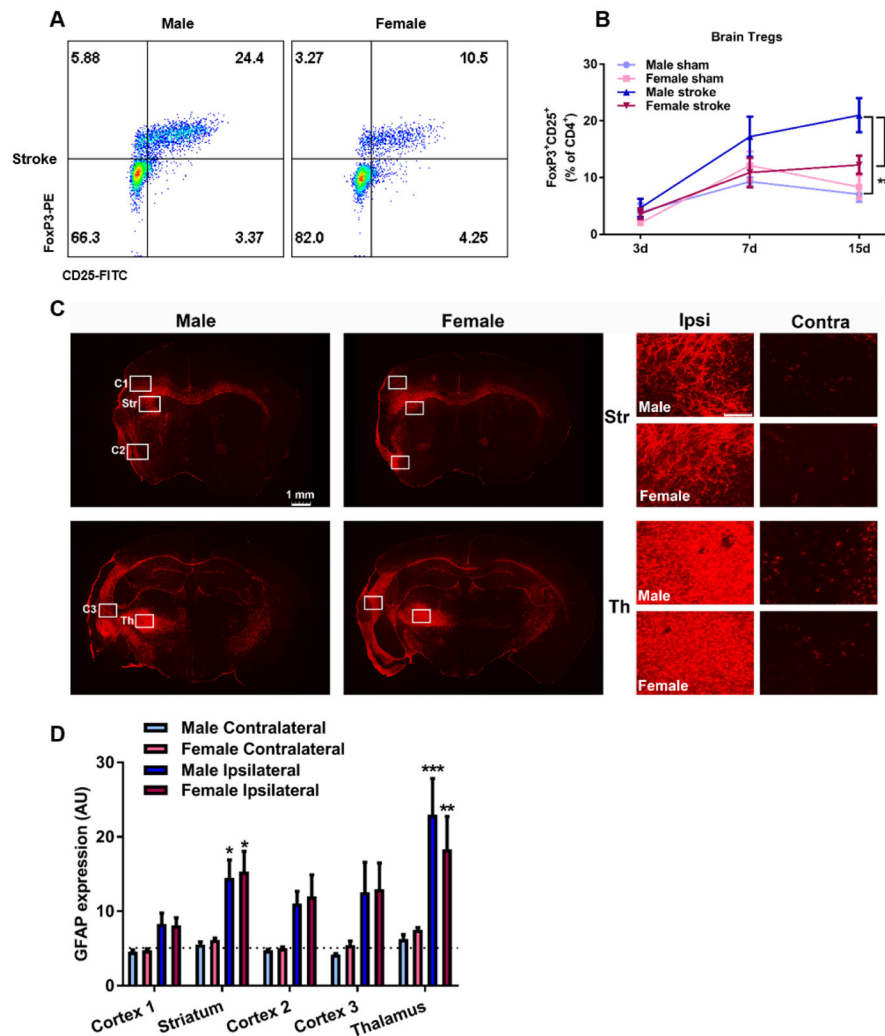 A
Male
Female
5.88
24.4
3.27
10.5
Stroke
FoxP3-PE
66.3
3.37
82.0
4.25
CD25-FITC
B
Brain Tregs
Male sham
Female sham
Male stroke
Female stroke
FoxP3+CD25+
(% of CD4+)
40
30
20
10
0
3d
7d
15d
C
Male
Female
Ipsi
Contra
C1
Str
C2
1 mm
Str
Male
Female
C3
Th
Th
Male
Female
D
Male Contralateral
Female Contralateral
Male Ipsilateral
Female Ipsilateral
GFAP expression (AU)
30
20
10
0
*
*
***
**
Cortex 1
Striatum
Cortex 2
Cortex 3
Thalamus